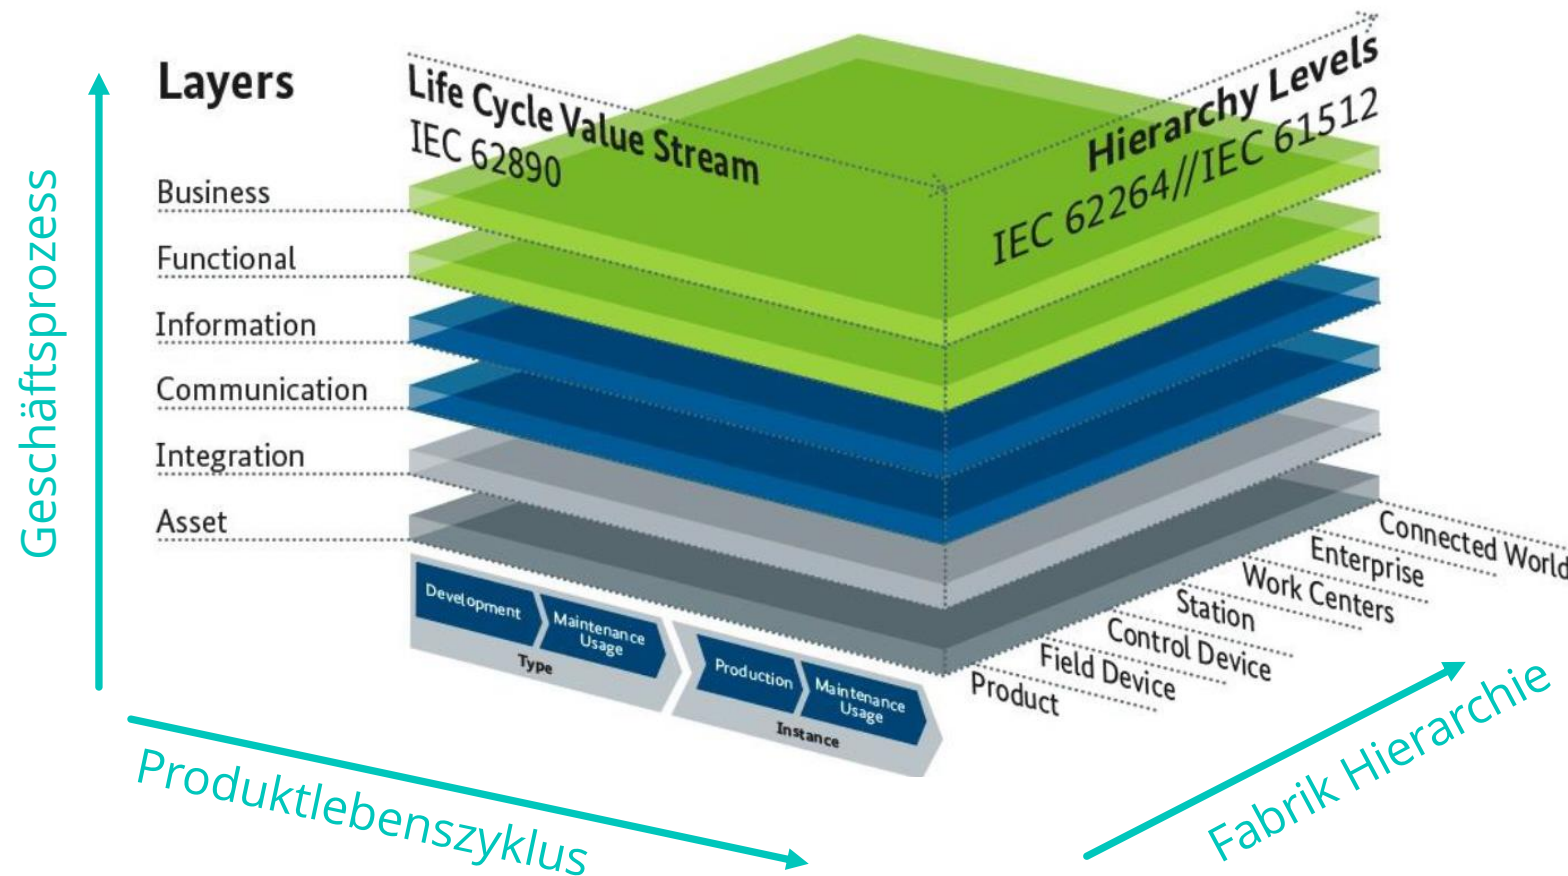 Layers
Life Cycle Value Stream
IEC 62890
Hierarchy Levels
IEC 62264//IEC 61512
Business
Functional
Information
Communication
Integration
Asset
Geschäftsprozess
Development
Maintenance
Usage
Type
Production
Maintenance
Usage
Instance
Connected World
Enterprise
Work Centers
Station
Control Device
Field Device
Product
Produktlebenszyklus
Fabrik Hierarchie